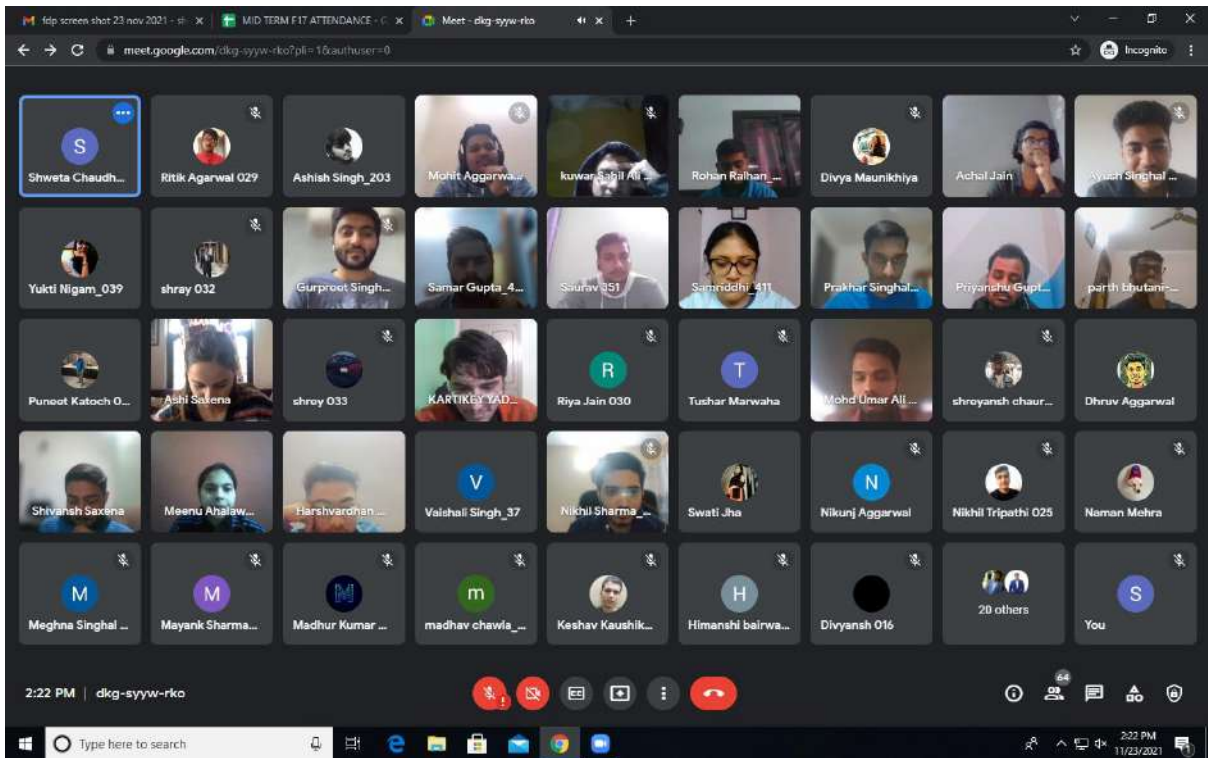 fdp screen shot 23 nov 2021 - sh
MID TERM F17 ATTENDANCE - G
Meet - dkg-syyw-rko
meet.google.com/dkg-syyw-rko?pli=1&authuser=0
Incognito
S
Shweta Chaudh...
Ritik Agarwal 029
Ashish Singh_203
Mohit Aggarwa...
kuwar Sahil Ali ...
Rohan Ralhan_...
Divya Maunikhiya
Achal Jain
Ayush Singhal ...
Yukti Nigam_039
shray 032
Gurpreet Singh...
Samar Gupta_4...
Saurav 351
Samriddhi_411
Prakhar Singhal...
Priyanshu Gupt...
parth bhutani-...
Puneet Katoch 0...
Ashi Saxena
shrey 033
KARTIKEY YAD...
R
Riya Jain 030
T
Tushar Marwaha
Mohd Umar Ali ...
shreyansh chaur...
Dhruv Aggarwal
Shivansh Saxena
Meenu Ahalaw...
Harshvardhan ...
V
Vaishali Singh_37
Nikhil Sharma_...
Swati Jha
N
Nikunj Aggarwal
Nikhil Tripathi 025
Naman Mehra
M
Meghna Singhal ...
M
Mayank Sharma...
M
Madhur Kumar ...
m
madhav chawla_...
Keshav Kaushik...
H
Himanshi bairwa...
Divyansh 016
20 others
S
You
2:22 PM | dkg-syyw-rko
64
Type here to search
2:22 PM
11/23/2021